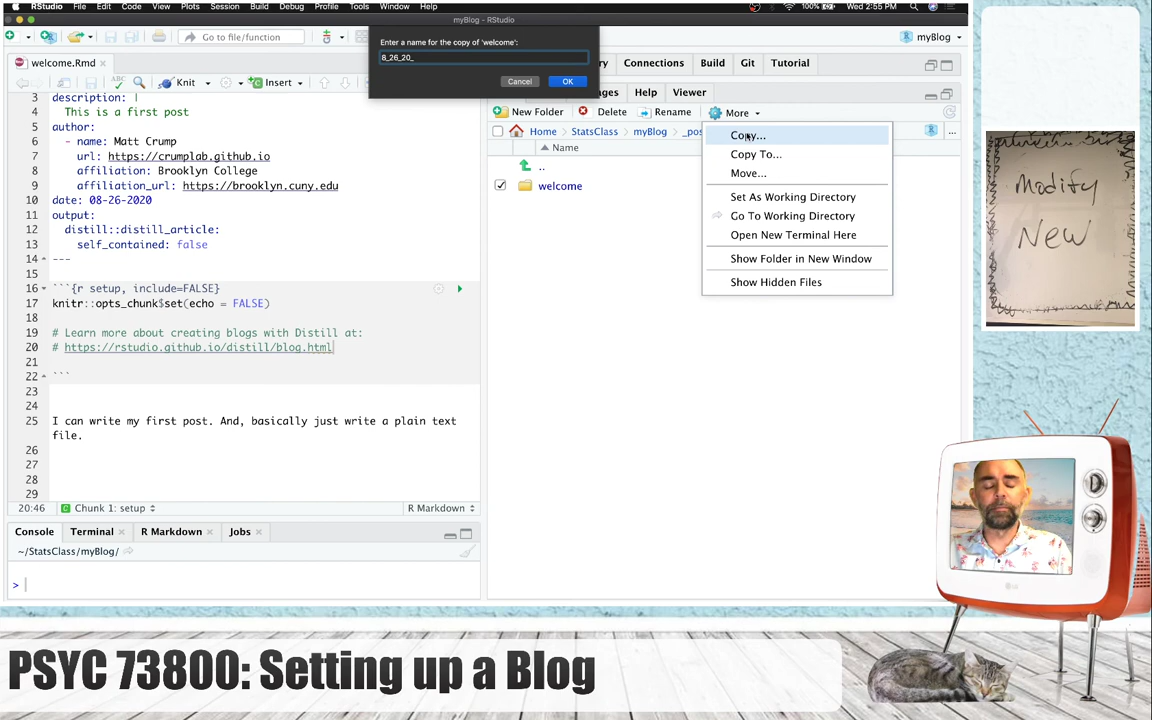 RStudio File Edit Code View Plots Session Build Debug Profile Tools Window Help 100% Wed 2:55 PM
myBlog - RStudio
Go to file/function myBlog
Enter a name for the copy of 'welcome':
8_26_20_
Cancel OK
welcome.Rmd
ABC Knit Insert
3 description: |
4 This is a first post
5 author:
6 - name: Matt Crump
7 url: https://crumplab.github.io
8 affiliation: Brooklyn College
9 affiliation_url: https://brooklyn.cuny.edu
10 date: 08-26-2020
11 output:
12 distill::distill_article:
13 self_contained: false
14 ---
15
16 ```{r setup, include=FALSE}
17 knitr::opts_chunk$set(echo = FALSE)
18
19 # Learn more about creating blogs with Distill at:
20 # https://rstudio.github.io/distill/blog.html
21
22 ```
23
24
25 I can write my first post. And, basically just write a plain text
file.
26
27
28
29
20:46 Chunk 1: setup R Markdown
Console Terminal R Markdown Jobs
~/StatsClass/myBlog/
>
ry Connections Build Git Tutorial
ages Help Viewer
New Folder Delete Rename More
Home StatsClass myBlog _pos ...
Name
..
welcome
Copy...
Copy To...
Move...
Set As Working Directory
Go To Working Directory
Open New Terminal Here
Show Folder in New Window
Show Hidden Files
Modify
New
LG
PSYC 73800: Setting up a Blog